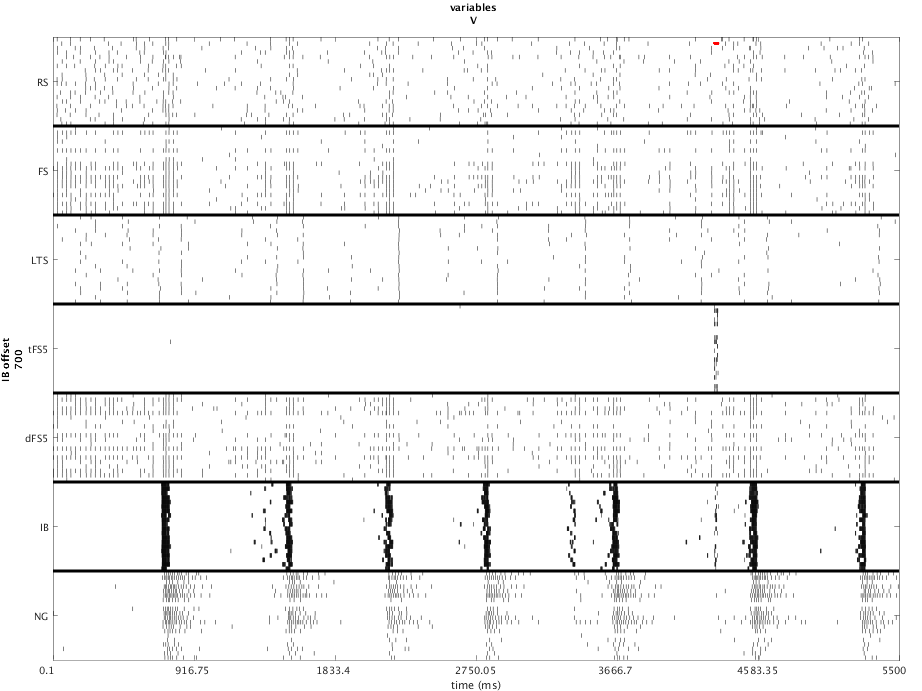 variables
V
RS
FS
LTS
tFS5
dFS5
IB
NG
IB offset
700
0.1
916.75
1833.4
2750.05
3666.7
4583.35
5500
time (ms)